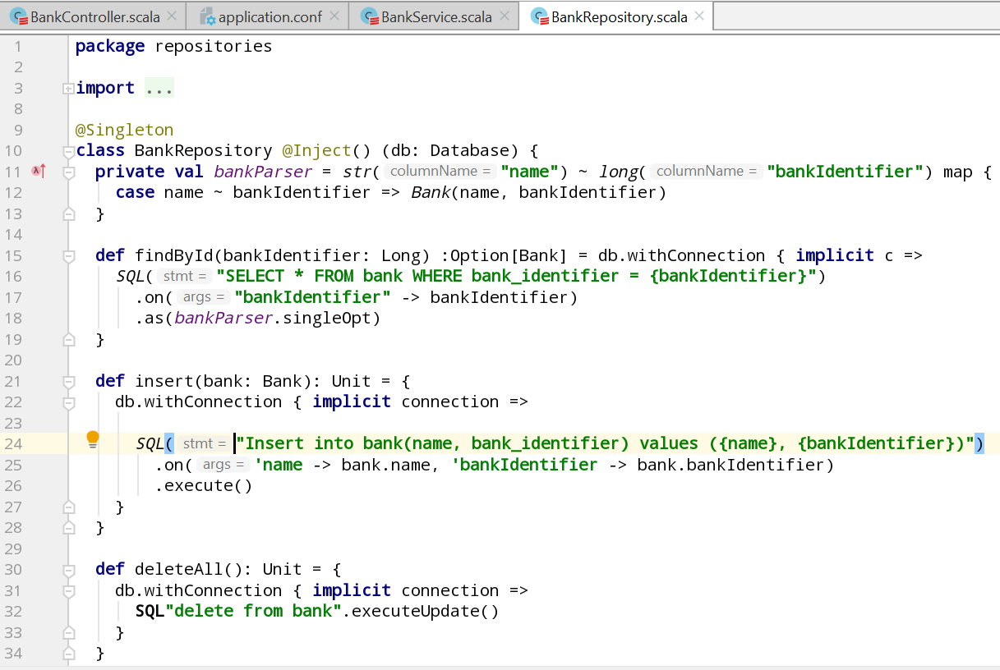 BankController.scala application.conf BankService.scala BankRepository.scala
1 package repositories
2
3 import ...
8
9 @Singleton
10 class BankRepository @Inject() (db: Database) {
11 private val bankParser = str( columnName = "name") ~ long( columnName = "bankIdentifier") map {
12 case name ~ bankIdentifier => Bank(name, bankIdentifier)
13 }
14
15 def findById(bankIdentifier: Long) :Option[Bank] = db.withConnection { implicit c =>
16 SQL( stmt = "SELECT * FROM bank WHERE bank_identifier = {bankIdentifier}")
17 .on( args = "bankIdentifier" -> bankIdentifier)
18 .as(bankParser.singleOpt)
19 }
20
21 def insert(bank: Bank): Unit = {
22 db.withConnection { implicit connection =>
23
24 SQL( stmt = "Insert into bank(name, bank_identifier) values ({name}, {bankIdentifier})")
25 .on( args = 'name -> bank.name, 'bankIdentifier -> bank.bankIdentifier)
26 .execute()
27 }
28 }
29
30 def deleteAll(): Unit = {
31 db.withConnection { implicit connection =>
32 SQL"delete from bank".executeUpdate()
33 }
34 }